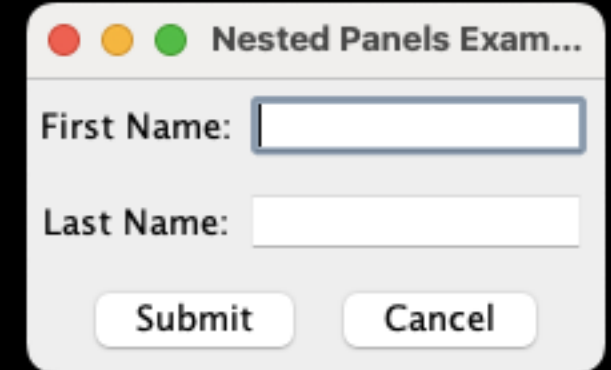 Nested Panels Exam...
First Name:
Last Name:
Submit Cancel